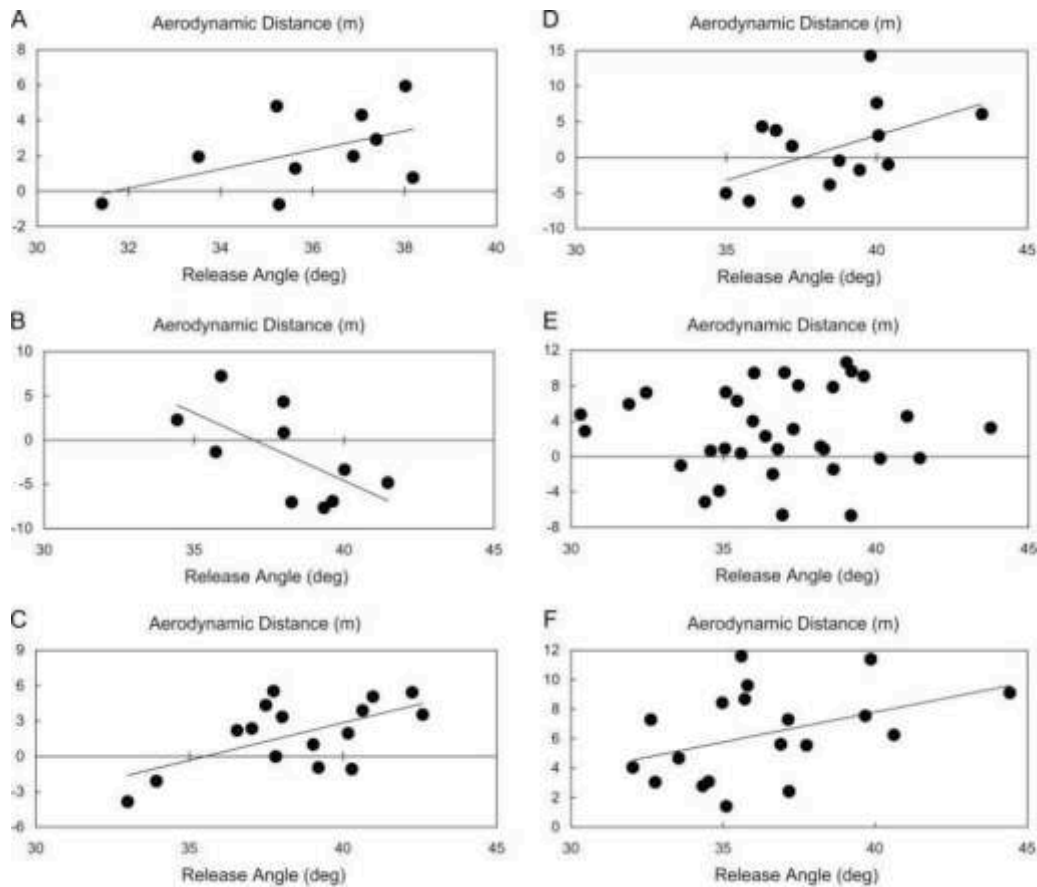 A
Aerodynamic Distance (m)
8
6
4
2
0
-2
30 32 34 36 38 40
Release Angle (deg)
B
Aerodynamic Distance (m)
10
5
0
-5
-10
30 35 40 45
Release Angle (deg)
C
Aerodynamic Distance (m)
9
6
3
0
-3
-6
30 35 40 45
Release Angle (deg)
D
Aerodynamic Distance (m)
15
10
5
0
-5
-10
30 35 40 45
Release Angle (deg)
E
Aerodynamic Distance (m)
12
8
4
0
-4
-8
30 35 40 45
Release Angle (deg)
F
Aerodynamic Distance (m)
12
10
8
6
4
2
0
30 35 40 45
Release Angle (deg)